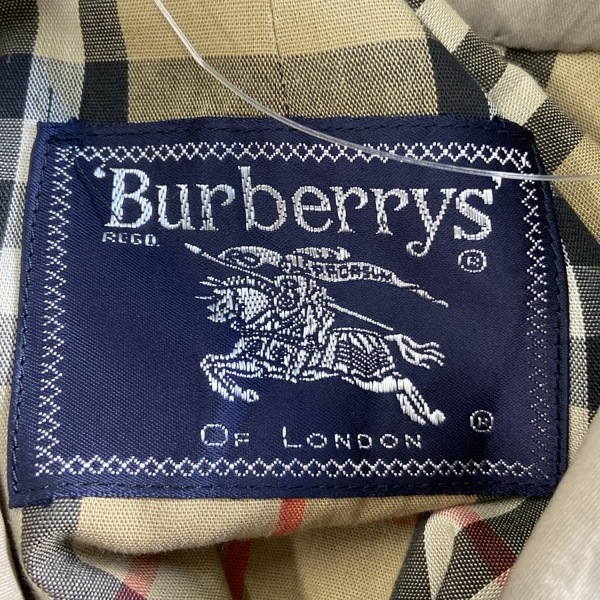 'Burberrys'
REGD.
®
OF LONDON ®